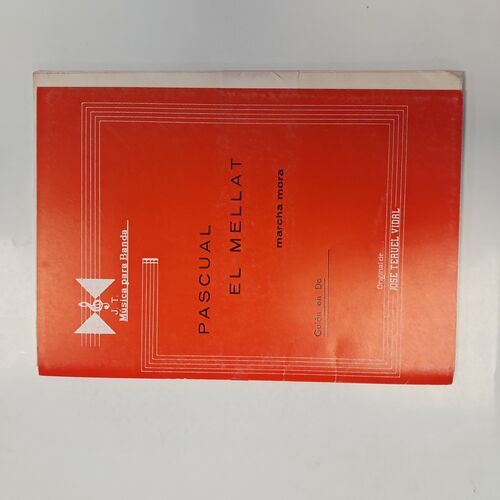 J. T.
Música para Banda
PASCUAL
EL MELLAT
marcha mora
Guión en Do
Original de
JOSE TERUEL VIDAL